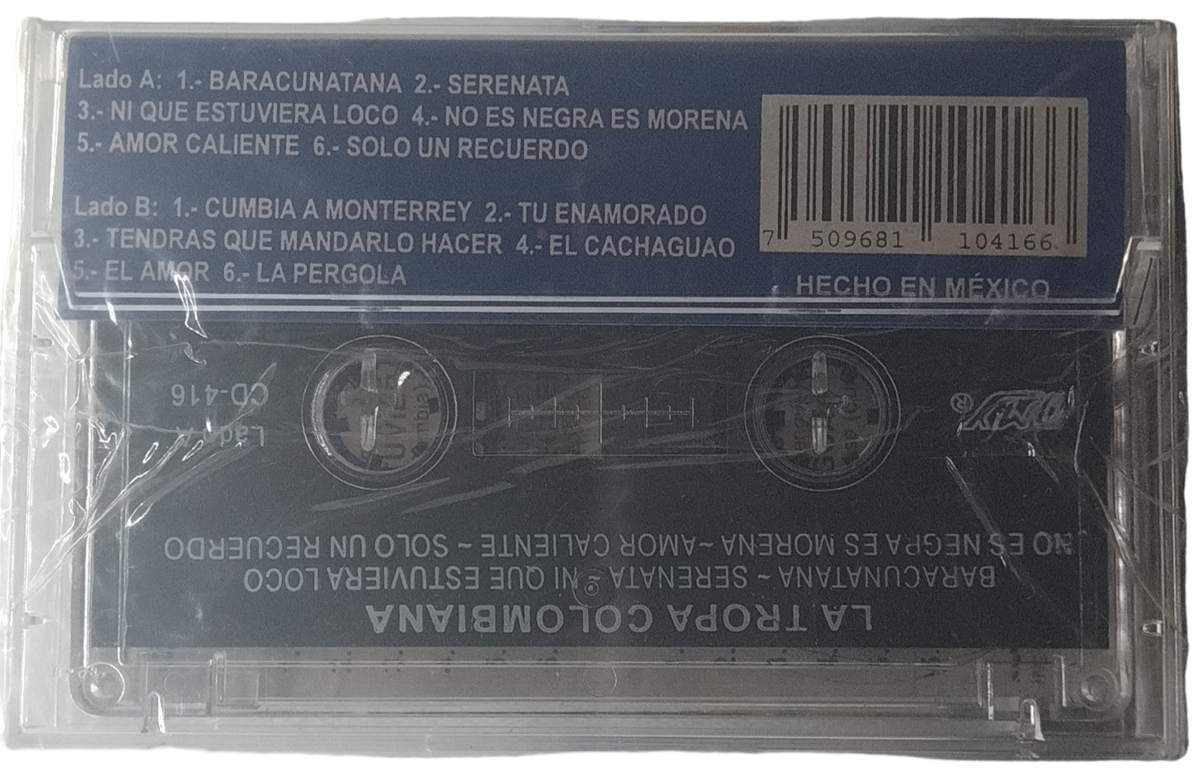 Lado A: 1.- BARACUNATANA 2.- SERENATA
3.- NI QUE ESTUVIERA LOCO 4.- NO ES NEGRA ES MORENA
5.- AMOR CALIENTE 6.- SOLO UN RECUERDO
Lado B: 1.- CUMBIA A MONTERREY 2.- TU ENAMORADO
3.- TENDRAS QUE MANDARLO HACER 4.- EL CACHAGUAO
5.- EL AMOR 6.- LA PERGOLA
7 509681 104166
HECHO EN MÉXICO
LA TROPA COLOMBIANA
BARACUNATANA ~ SERENATA ~ NI QUE ESTUVIERA LOCO
NO ES NEGRA ES MORENA ~AMOR CALIENTE ~ SOLO UN RECUERDO
Lado A
CD-416